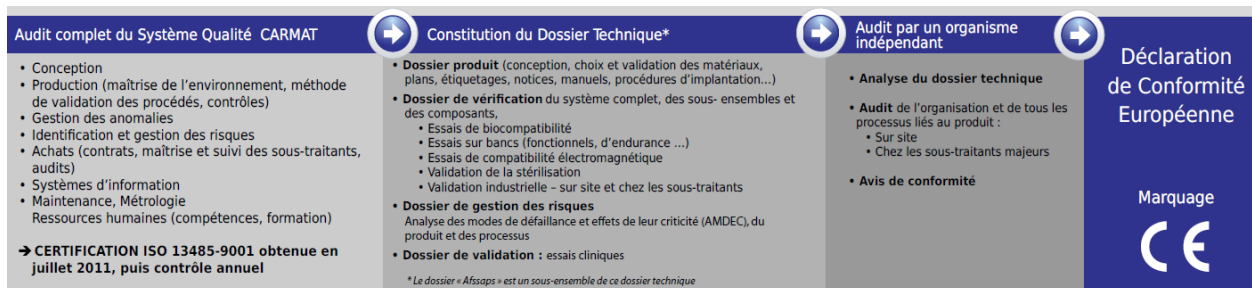 Audit complet du Système Qualité CARMAT
• Conception
• Production (maîtrise de l'environnement, méthode
de validation des procédés, contrôles)
• Gestion des anomalies
• Identification et gestion des risques
• Achats (contrats, maîtrise et suivi des sous-traitants,
audits)
• Systèmes d'information
• Maintenance, Métrologie
Ressources humaines (compétences, formation)
➔ CERTIFICATION ISO 13485-9001 obtenue en
juillet 2011, puis contrôle annuel
Constitution du Dossier Technique*
• Dossier produit (conception, choix et validation des matériaux,
plans, étiquetages, notices, manuels, procédures d'implantation...)
• Dossier de vérification du système complet, des sous- ensembles et
des composants,
• Essais de biocompatibilité
• Essais sur bancs (fonctionnels, d'endurance ...)
• Essais de compatibilité électromagnétique
• Validation de la stérilisation
• Validation industrielle – sur site et chez les sous-traitants
• Dossier de gestion des risques
Analyse des modes de défaillance et effets de leur criticité (AMDEC), du
produit et des processus
• Dossier de validation : essais cliniques
* Le dossier « Afssaps » est un sous-ensemble de ce dossier technique
Audit par un organisme
indépendant
• Analyse du dossier technique
• Audit de l'organisation et de tous les
processus liés au produit :
• Sur site
• Chez les sous-traitants majeurs
• Avis de conformité
Déclaration
de Conformité
Européenne
Marquage
CE